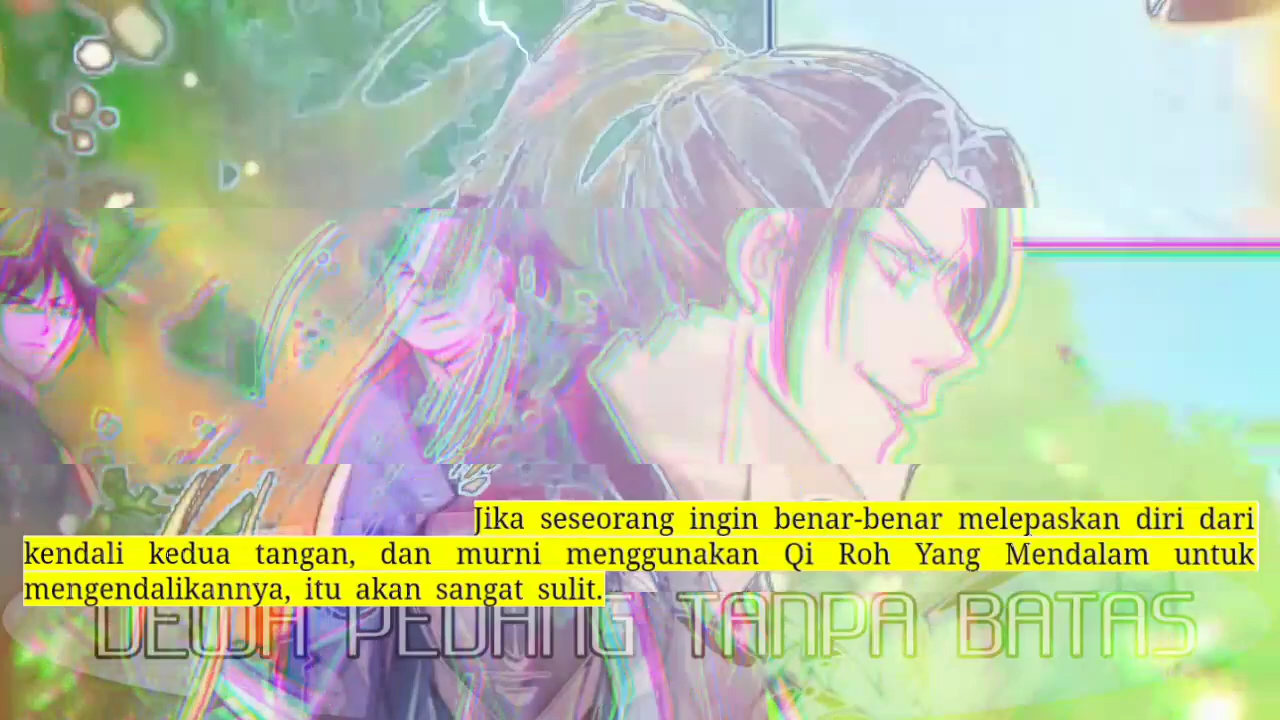 Jika seseorang ingin benar-benar melepaskan diri dari
kendali kedua tangan, dan murni menggunakan Qi Roh Yang Mendalam untuk
mengendalikannya, itu akan sangat sulit.
DEWA PEDANG TANPA BATAS